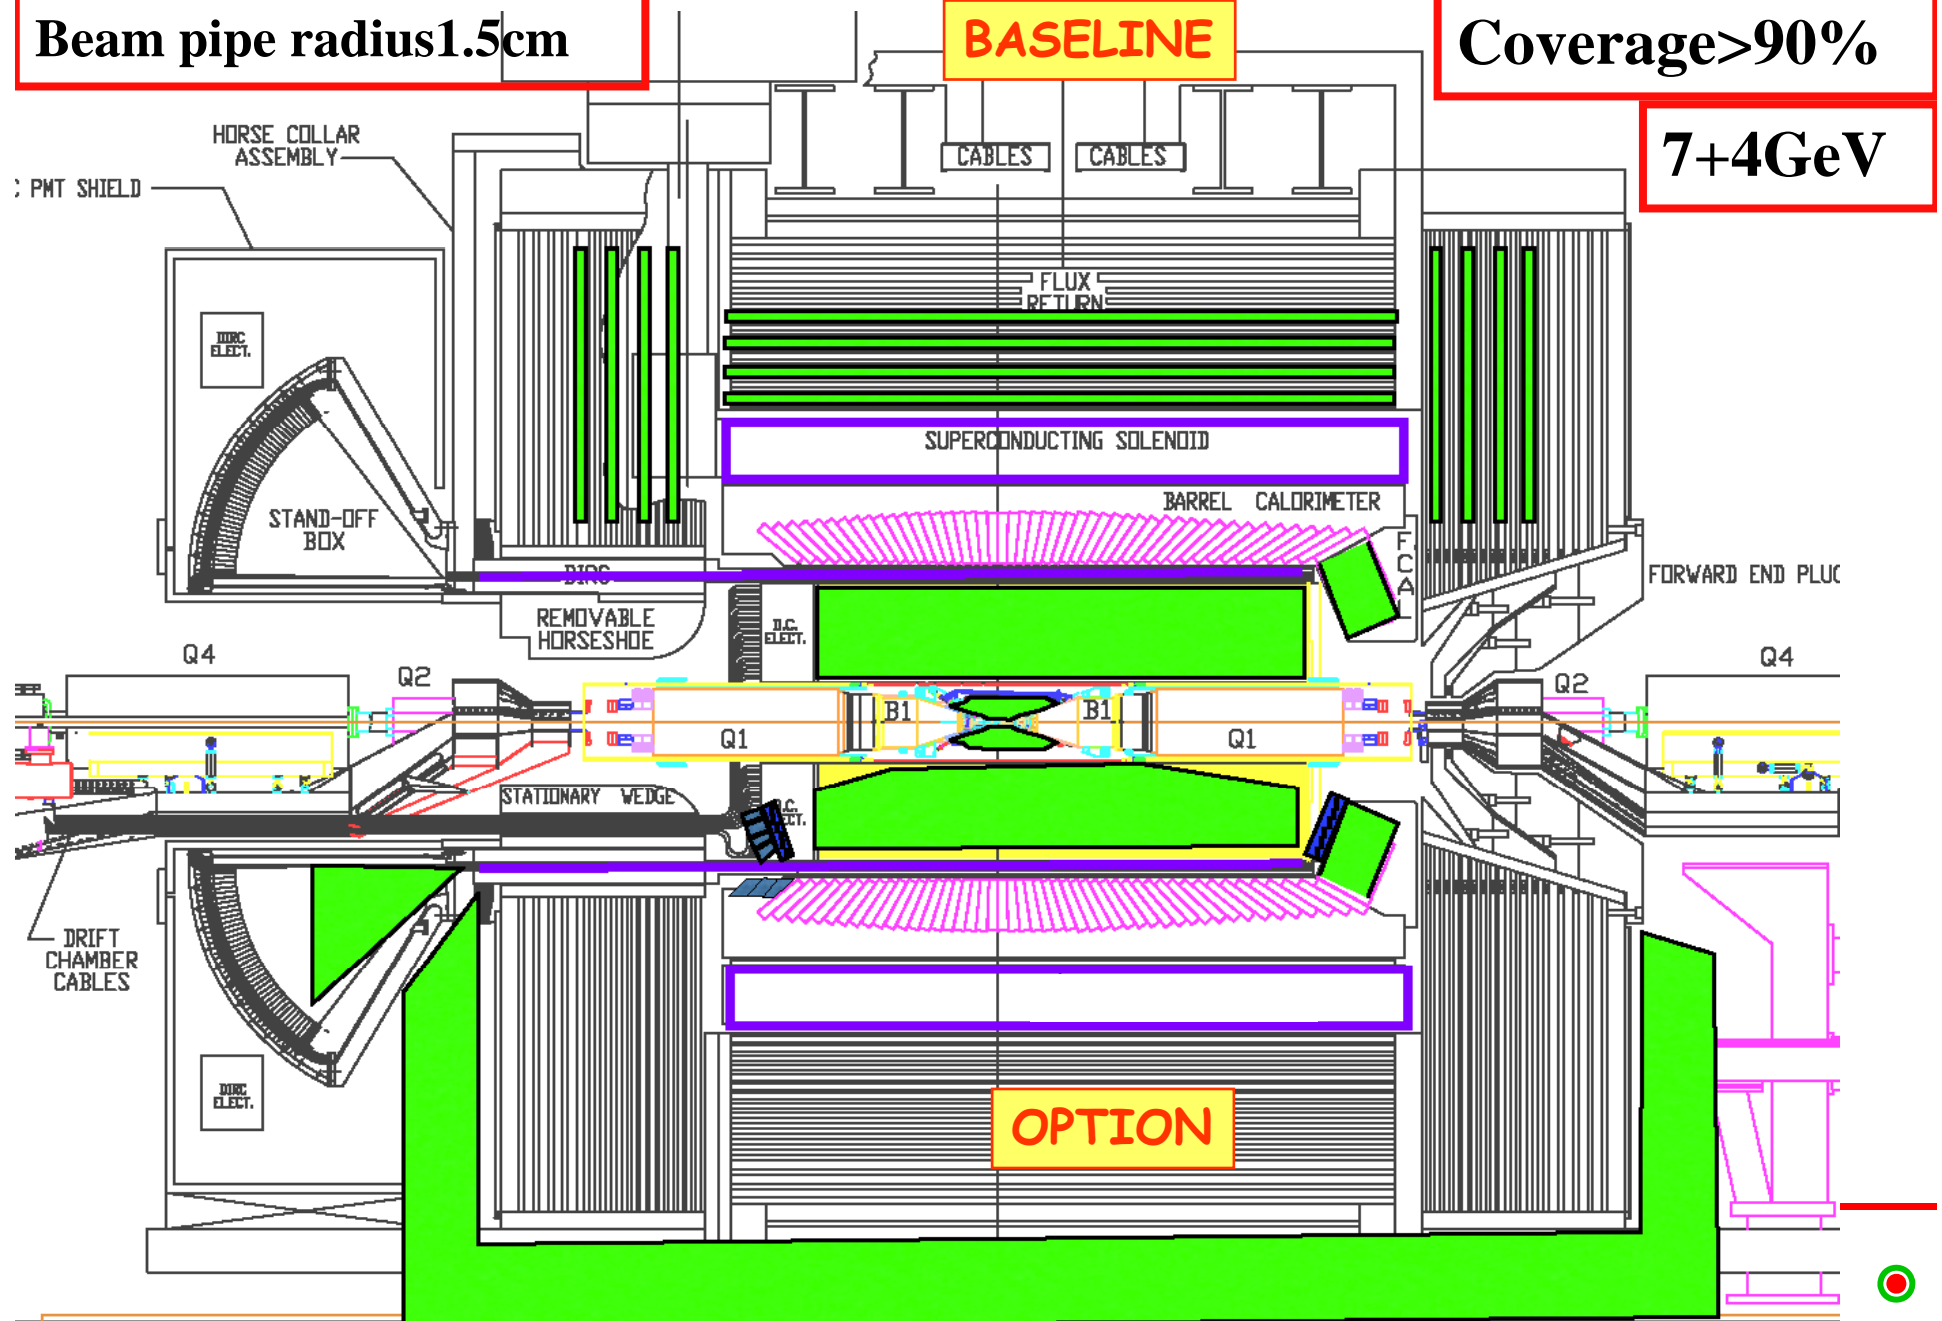 Beam pipe radius1.5cm
BASELINE
Coverage>90%
7+4GeV
HORSE COLLAR
ASSEMBLY
CABLES
CABLES
PMT SHIELD
FLUX
RETURN
DIRC
ELECT.
SUPERCONDUCTING SOLENOID
BARREL CALORIMETER
STAND-OFF
BOX
F
C
A
L
DIRC
FORWARD END PLUG
REMOVABLE
HORSESHOE
D.C.
ELECT.
Q4
Q2
Q4
Q2
B1
B1
Q1
Q1
STATIONARY WEDGE
DRIFT
CHAMBER
CABLES
DIRC
ELECT.
OPTION